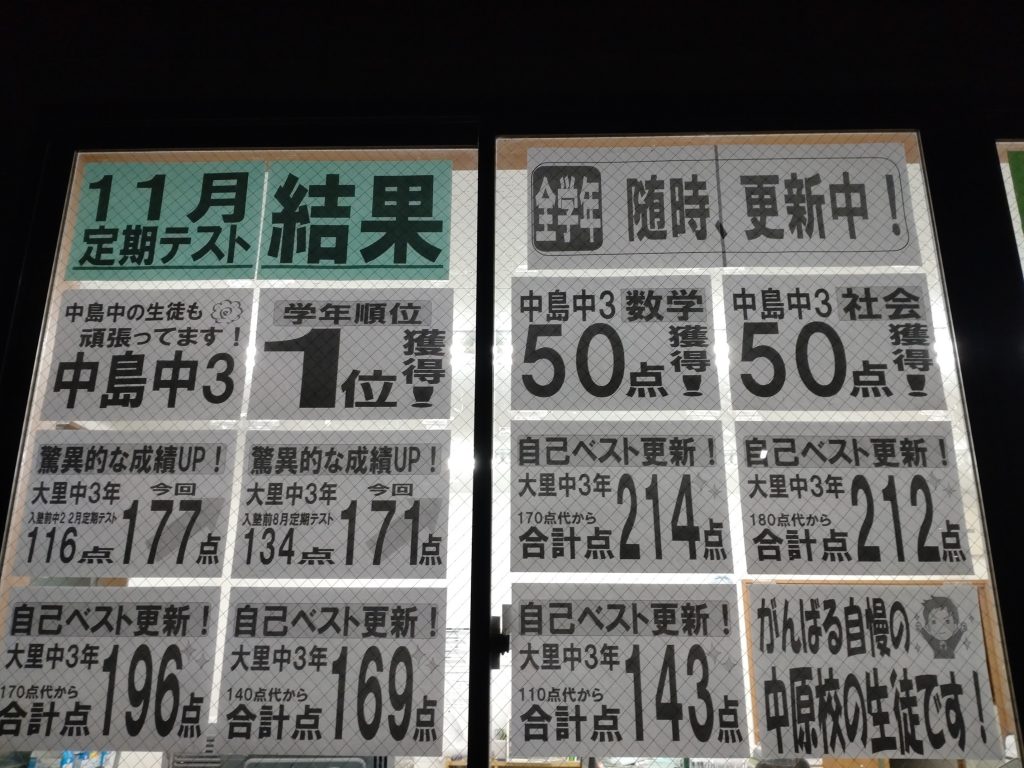 11月
定期テスト
結果
全学年
随時、更新中！
中島中の生徒も
頑張ってます！
中島中3
学年順位
1位
獲得
中島中3 数学
50点
獲得
中島中3 社会
50点
獲得
驚異的な成績UP！
大里中3年
今回
入塾前中2 2月定期テスト
116点
177点
驚異的な成績UP！
大里中3年
今回
入塾前8月定期テスト
134点
171点
自己ベスト更新！
大里中3年
170点代から
合計点
214点
自己ベスト更新！
大里中3年
180点代から
合計点
212点
自己ベスト更新！
大里中3年
170点代から
合計点
196点
自己ベスト更新！
大里中3年
140点代から
合計点
169点
自己ベスト更新！
大里中3年
110点代から
合計点
143点
がんばる自慢の
中原校の生徒です！